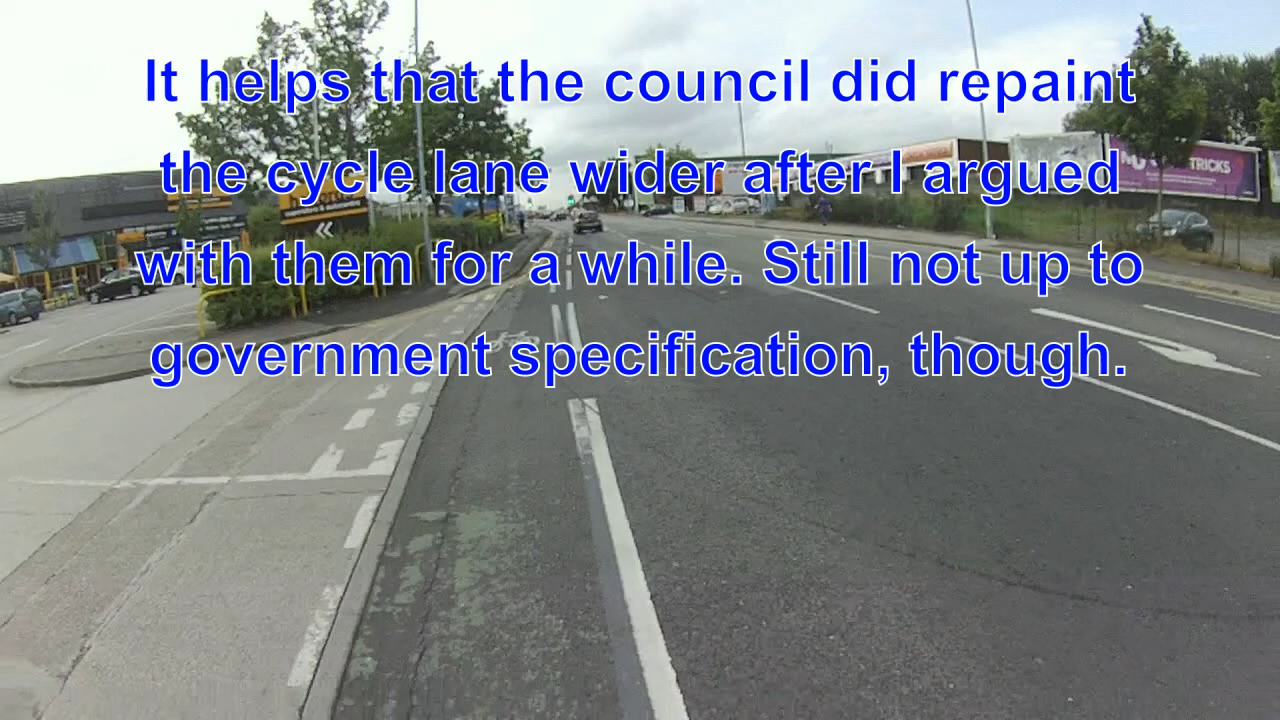 It helps that the council did repaint
the cycle lane wider after I argued
with them for a while. Still not up to
government specification, though.
TRICKS